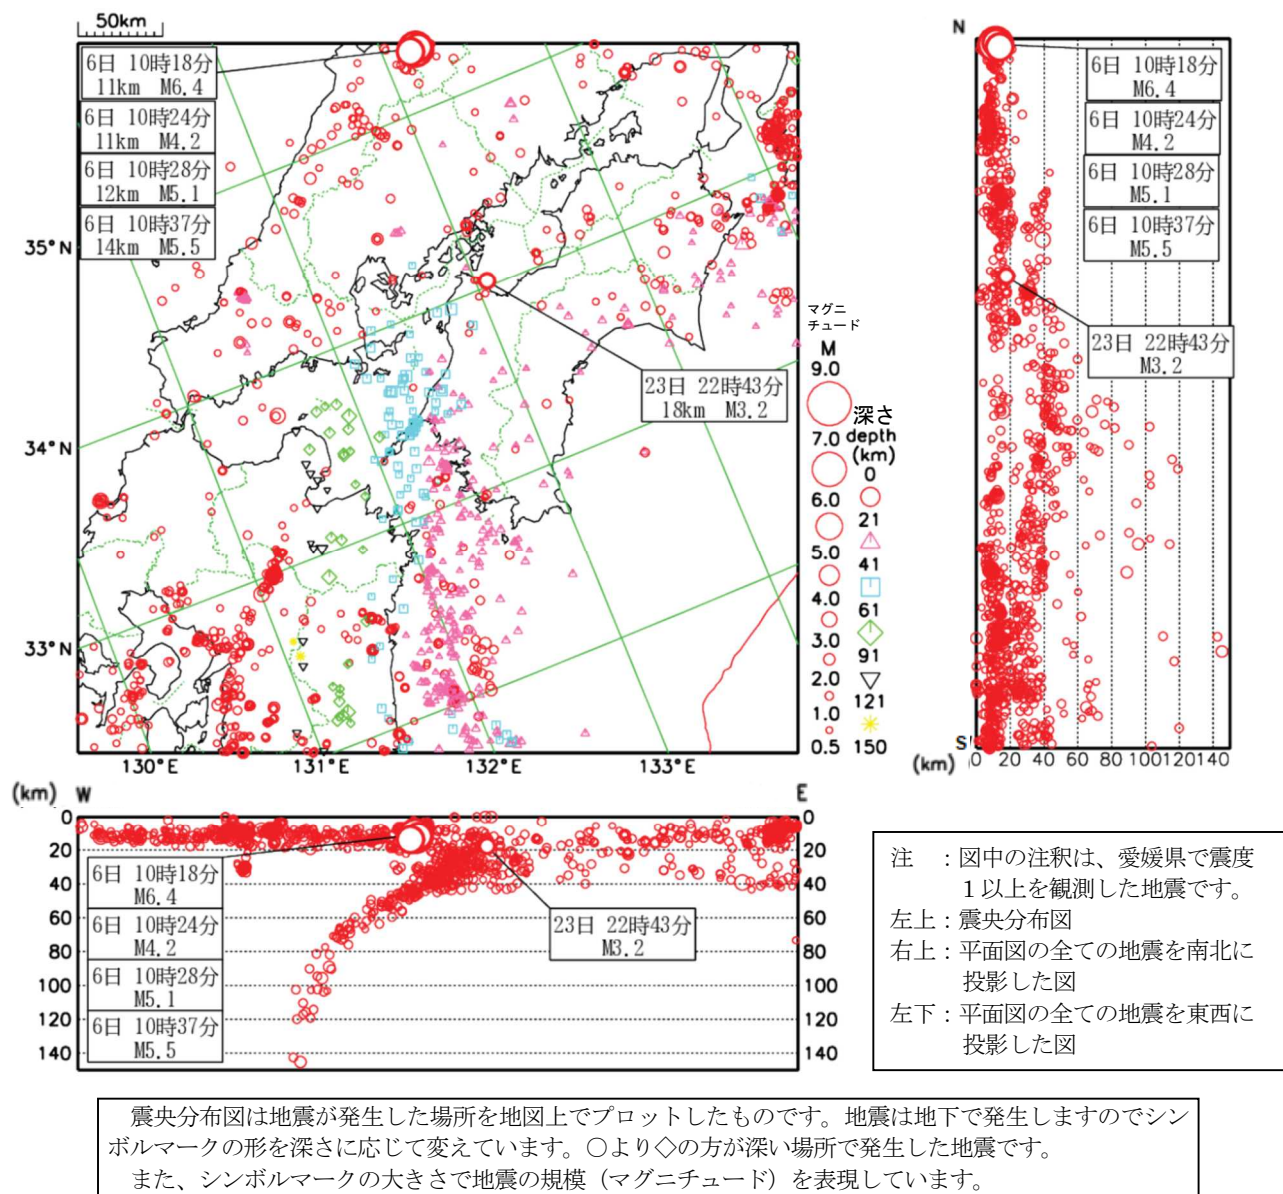 50km
6日 10時18分
11km M6.4
6日 10時24分
11km M4.2
6日 10時28分
12km M5.1
6日 10時37分
14km M5.5
35°N
34°N
33°N
130°E
131°E
132°E
133°E
23日 22時43分
18km M3.2
マグニ
チュード
M
9.0
7.0
6.0
5.0
4.0
3.0
2.0
1.0
0.5
深さ
depth
(km)
0
21
41
61
91
121
150
N
6日 10時18分
M6.4
6日 10時24分
M4.2
6日 10時28分
M5.1
6日 10時37分
M5.5
23日 22時43分
M3.2
S
(km)
0 20 40 60 80 100120140
(km) W
E
0
20
40
60
80
100
120
140
6日 10時18分
M6.4
6日 10時24分
M4.2
6日 10時28分
M5.1
6日 10時37分
M5.5
23日 22時43分
M3.2
0
20
40
60
80
100
120
140
注 :図中の注釈は、愛媛県で震度
1以上を観測した地震です。
左上:震央分布図
右上:平面図の全ての地震を南北に
投影した図
左下:平面図の全ての地震を東西に
投影した図
震央分布図は地震が発生した場所を地図上でプロットしたものです。地震は地下で発生しますのでシン
ボルマークの形を深さに応じて変えています。○より◇の方が深い場所で発生した地震です。
また、シンボルマークの大きさで地震の規模(マグニチュード)を表現しています。